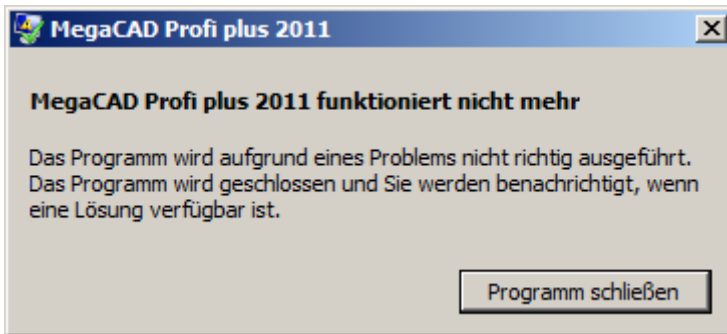 MegaCAD Profi plus 2011
MegaCAD Profi plus 2011 funktioniert nicht mehr
Das Programm wird aufgrund eines Problems nicht richtig ausgeführt.
Das Programm wird geschlossen und Sie werden benachrichtigt, wenn
eine Lösung verfügbar ist.
Programm schließen